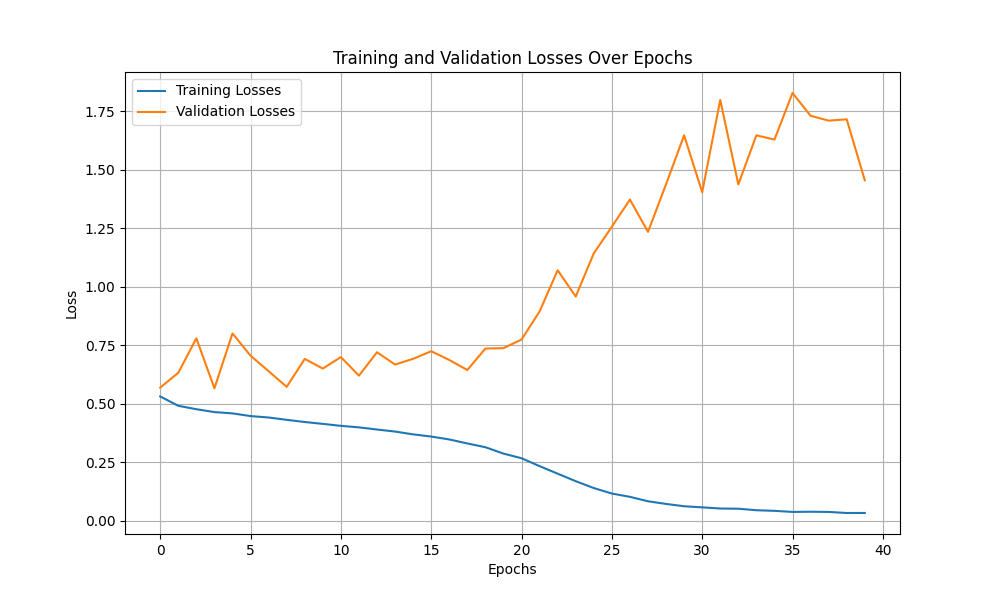 Training and Validation Losses Over Epochs
Training Losses
Validation Losses
1.75
1.50
1.25
1.00
0.75
0.50
0.25
0.00
Loss
0 5 10 15 20 25 30 35 40
Epochs